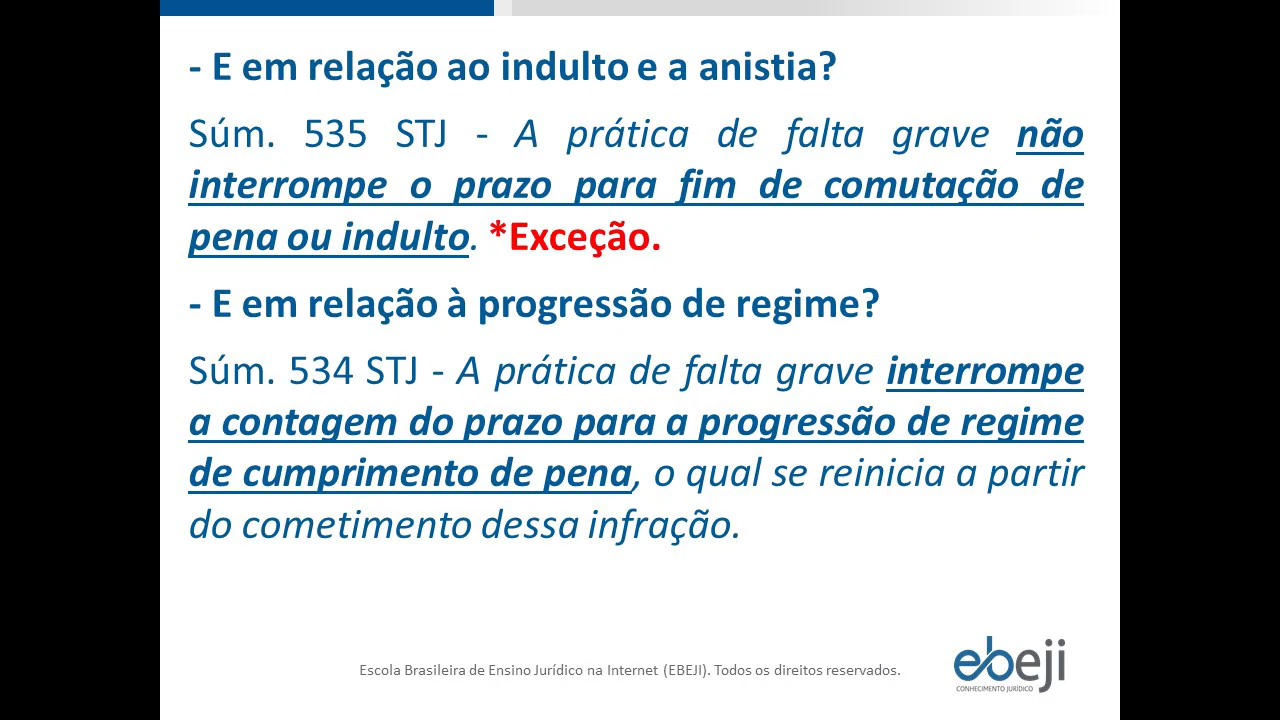 - E em relação ao indulto e a anistia?
Súm. 535 STJ - A prática de falta grave não
interrompe o prazo para fim de comutação de
pena ou indulto. *Exceção.
- E em relação à progressão de regime?
Súm. 534 STJ - A prática de falta grave interrompe
a contagem do prazo para a progressão de regime
de cumprimento de pena, o qual se reinicia a partir
do cometimento dessa infração.
Escola Brasileira de Ensino Jurídico na Internet (EBEJI). Todos os direitos reservados.
ebeji
CONHECIMENTO JURÍDICO